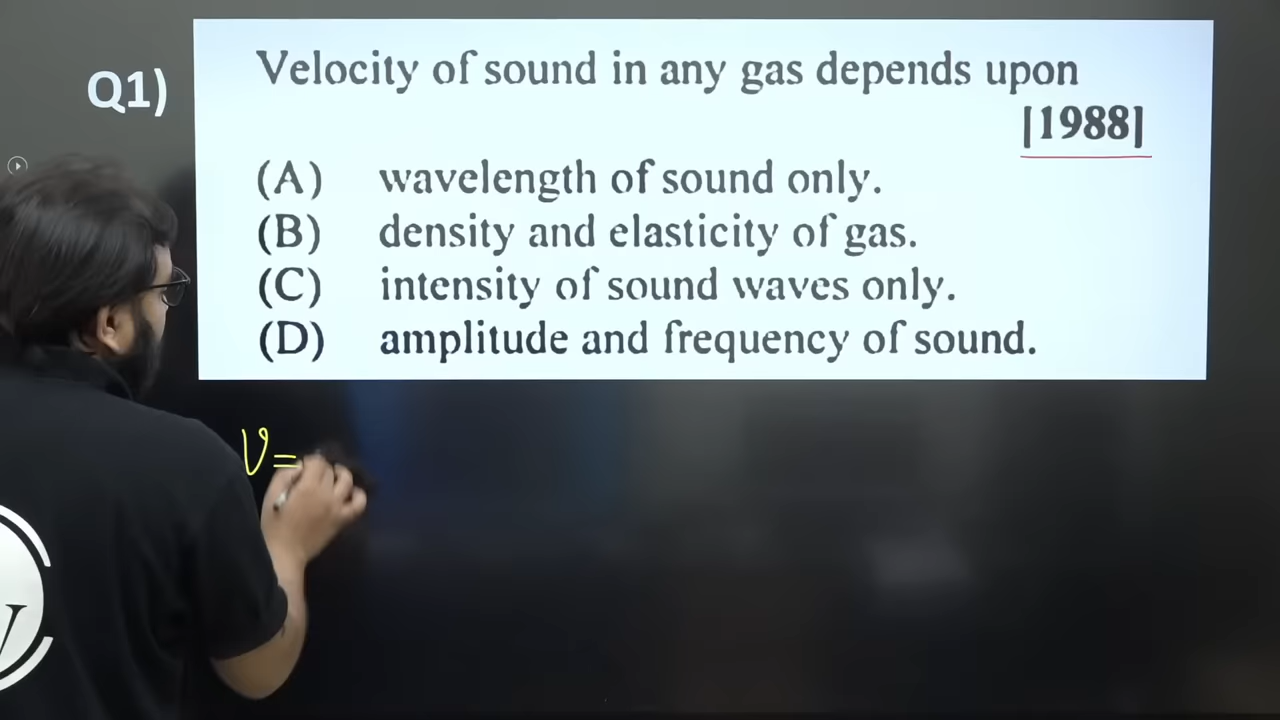 Q1)
Velocity of sound in any gas depends upon
[1988]
(A) wavelength of sound only.
(B) density and elasticity of gas.
(C) intensity of sound waves only.
(D) amplitude and frequency of sound.
V=